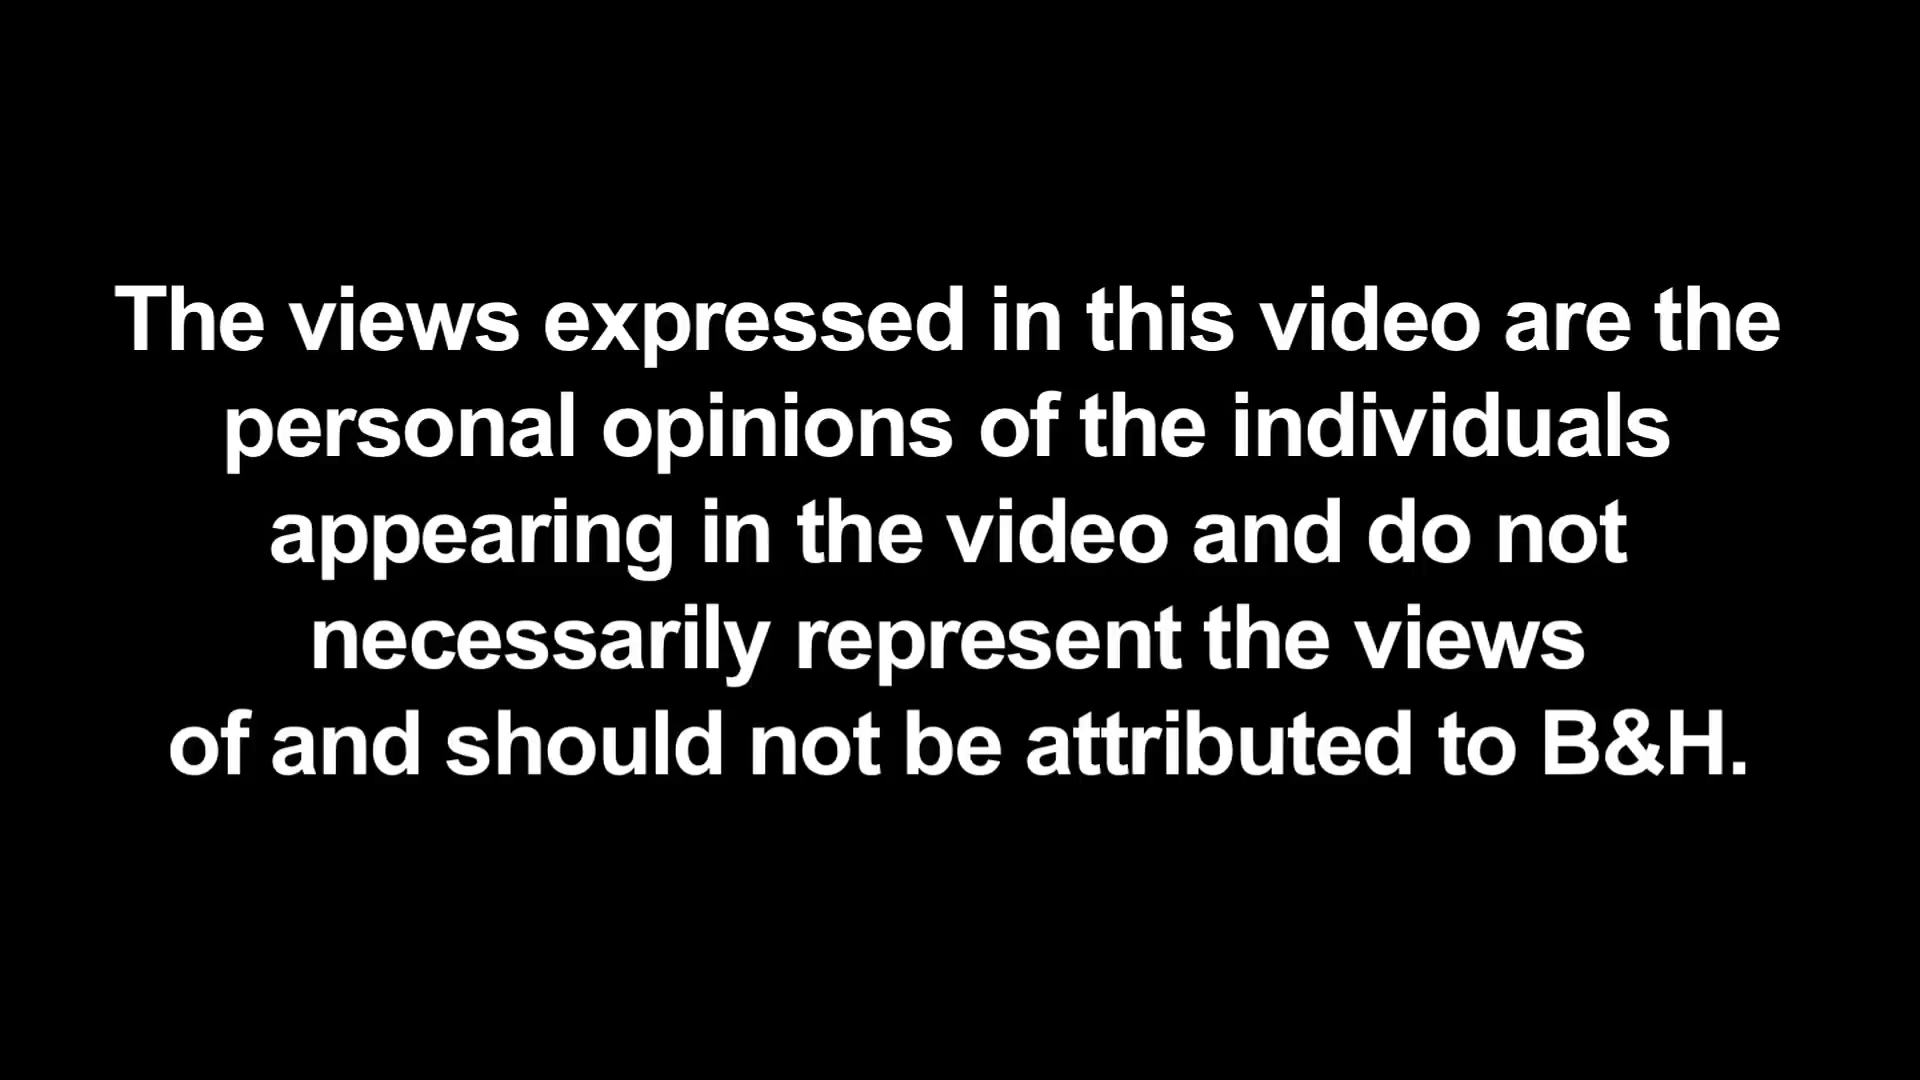 The views expressed in this video are the
personal opinions of the individuals
appearing in the video and do not
necessarily represent the views
of and should not be attributed to B&H.